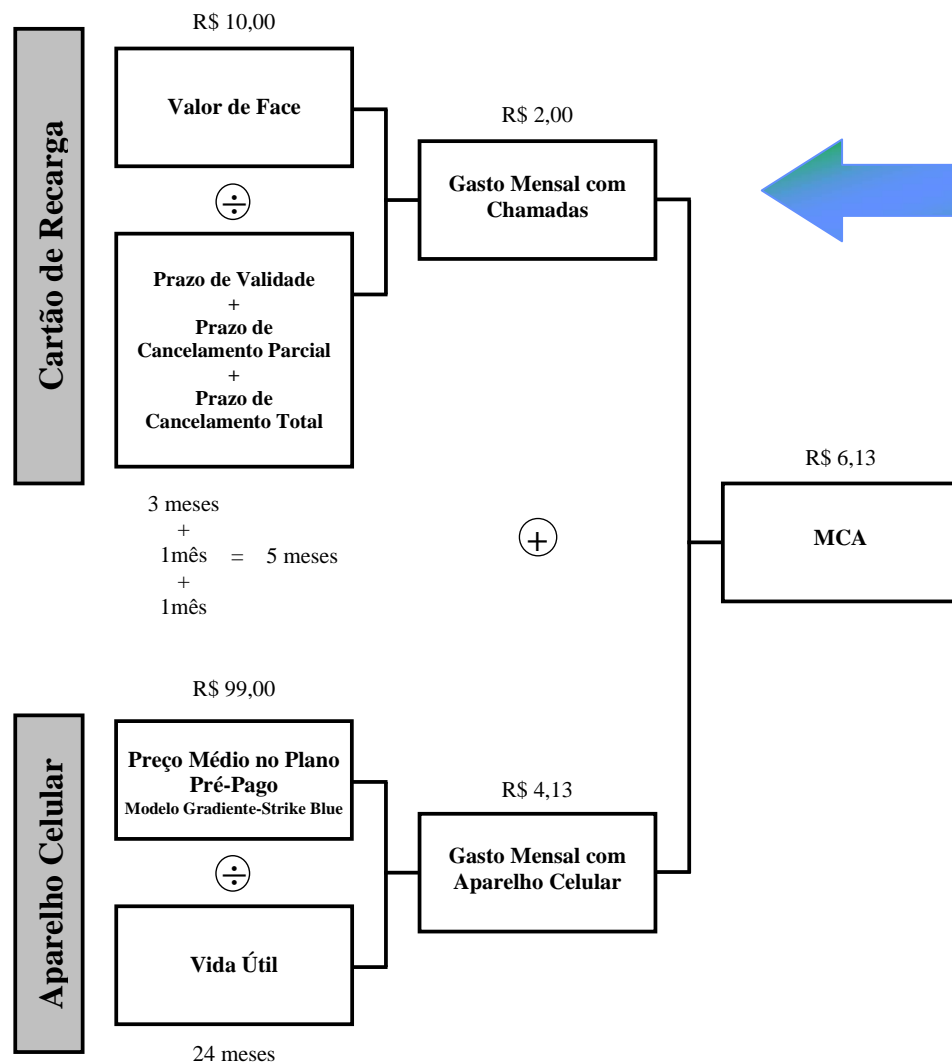 Cartão de Recarga
R$ 10,00
Valor de Face
÷
Prazo de Validade
+
Prazo de
Cancelamento Parcial
+
Prazo de
Cancelamento Total
3 meses
+
1mês = 5 meses
+
1mês
R$ 2,00
Gasto Mensal com
Chamadas
+
R$ 6,13
MCA
Aparelho Celular
R$ 99,00
Preço Médio no Plano
Pré-Pago
Modelo Gradiente-Strike Blue
÷
Vida Útil
24 meses
R$ 4,13
Gasto Mensal com
Aparelho Celular